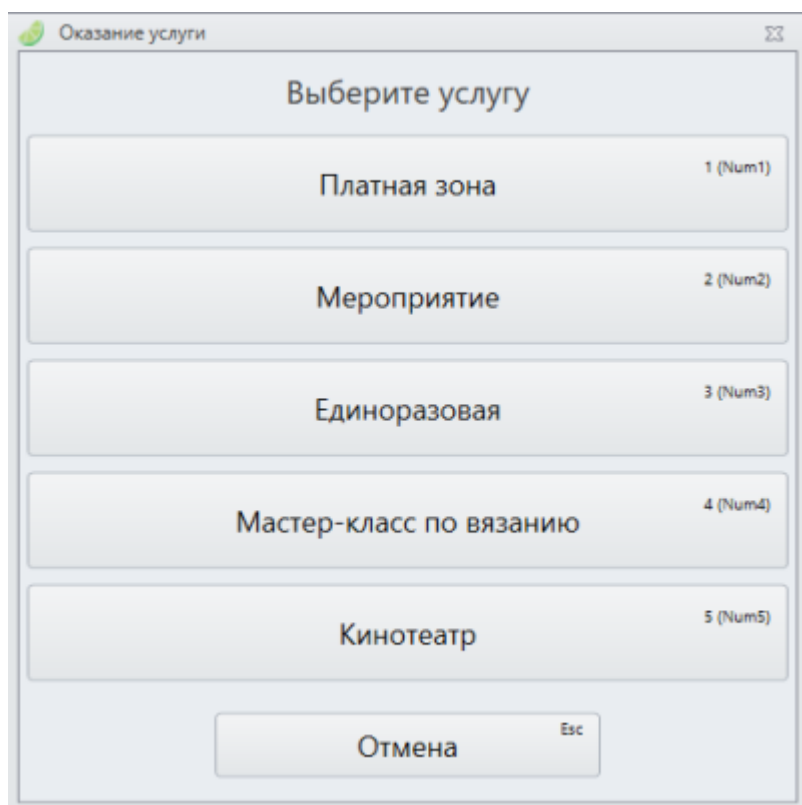 Оказание услуги
Выберите услугу
Платная зона 1 (Num1)
Мероприятие 2 (Num2)
Единоразовая 3 (Num3)
Мастер-класс по вязанию 4 (Num4)
Кинотеатр 5 (Num5)
Отмена Esc